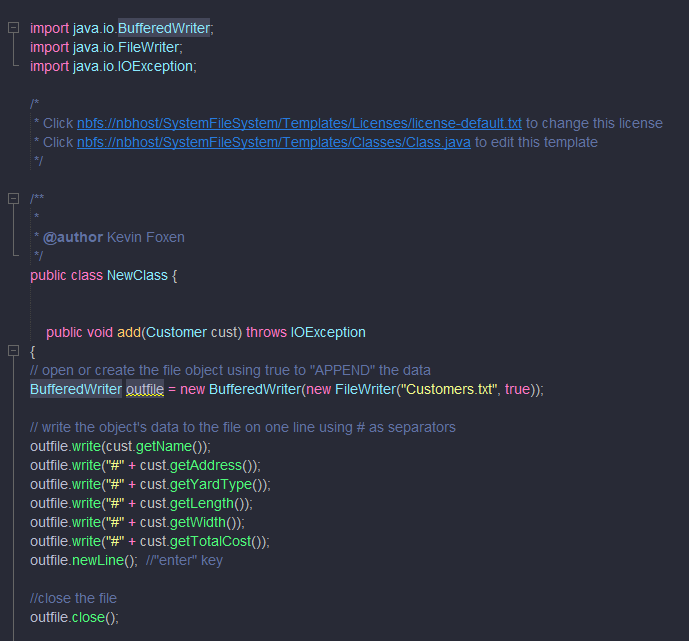 import java.io.BufferedWriter;
import java.io.FileWriter;
import java.io.IOException;
/*
* Click nbfs://nbhost/SystemFileSystem/Templates/Licenses/license-default.txt to change this license
* Click nbfs://nbhost/SystemFileSystem/Templates/Classes/Class.java to edit this template
*/
/**
*
* @author Kevin Foxen
*/
public class NewClass {
public void add(Customer cust) throws IOException
{
// open or create the file object using true to "APPEND" the data
BufferedWriter outfile = new BufferedWriter(new FileWriter("Customers.txt", true));
// write the object's data to the file on one line using # as separators
outfile.write(cust.getName());
outfile.write("#" + cust.getAddress());
outfile.write("#" + cust.getYardType());
outfile.write("#" + cust.getLength());
outfile.write("#" + cust.getWidth());
outfile.write("#" + cust.getTotalCost());
outfile.newLine();  //"enter" key
//close the file
outfile.close();